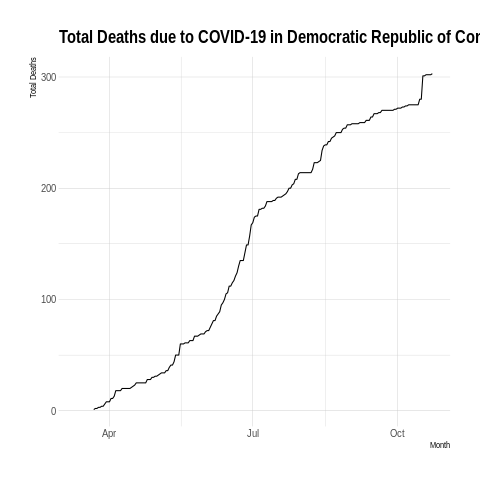 Total Deaths due to COVID-19 in Democratic Republic of Cor
Total Deaths
300
200
100
0
Apr
Jul
Oct
Month